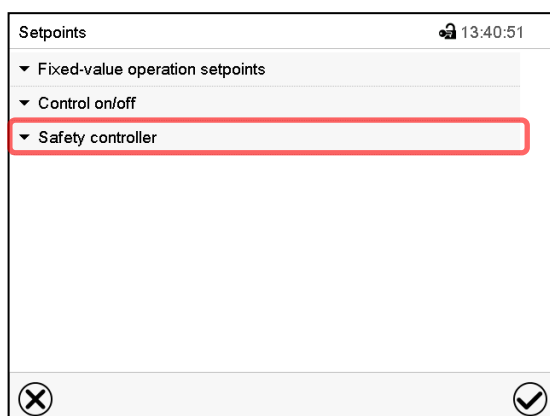 Setpoints 13:40:51
Fixed-value operation setpoints
Control on/off
Safety controller